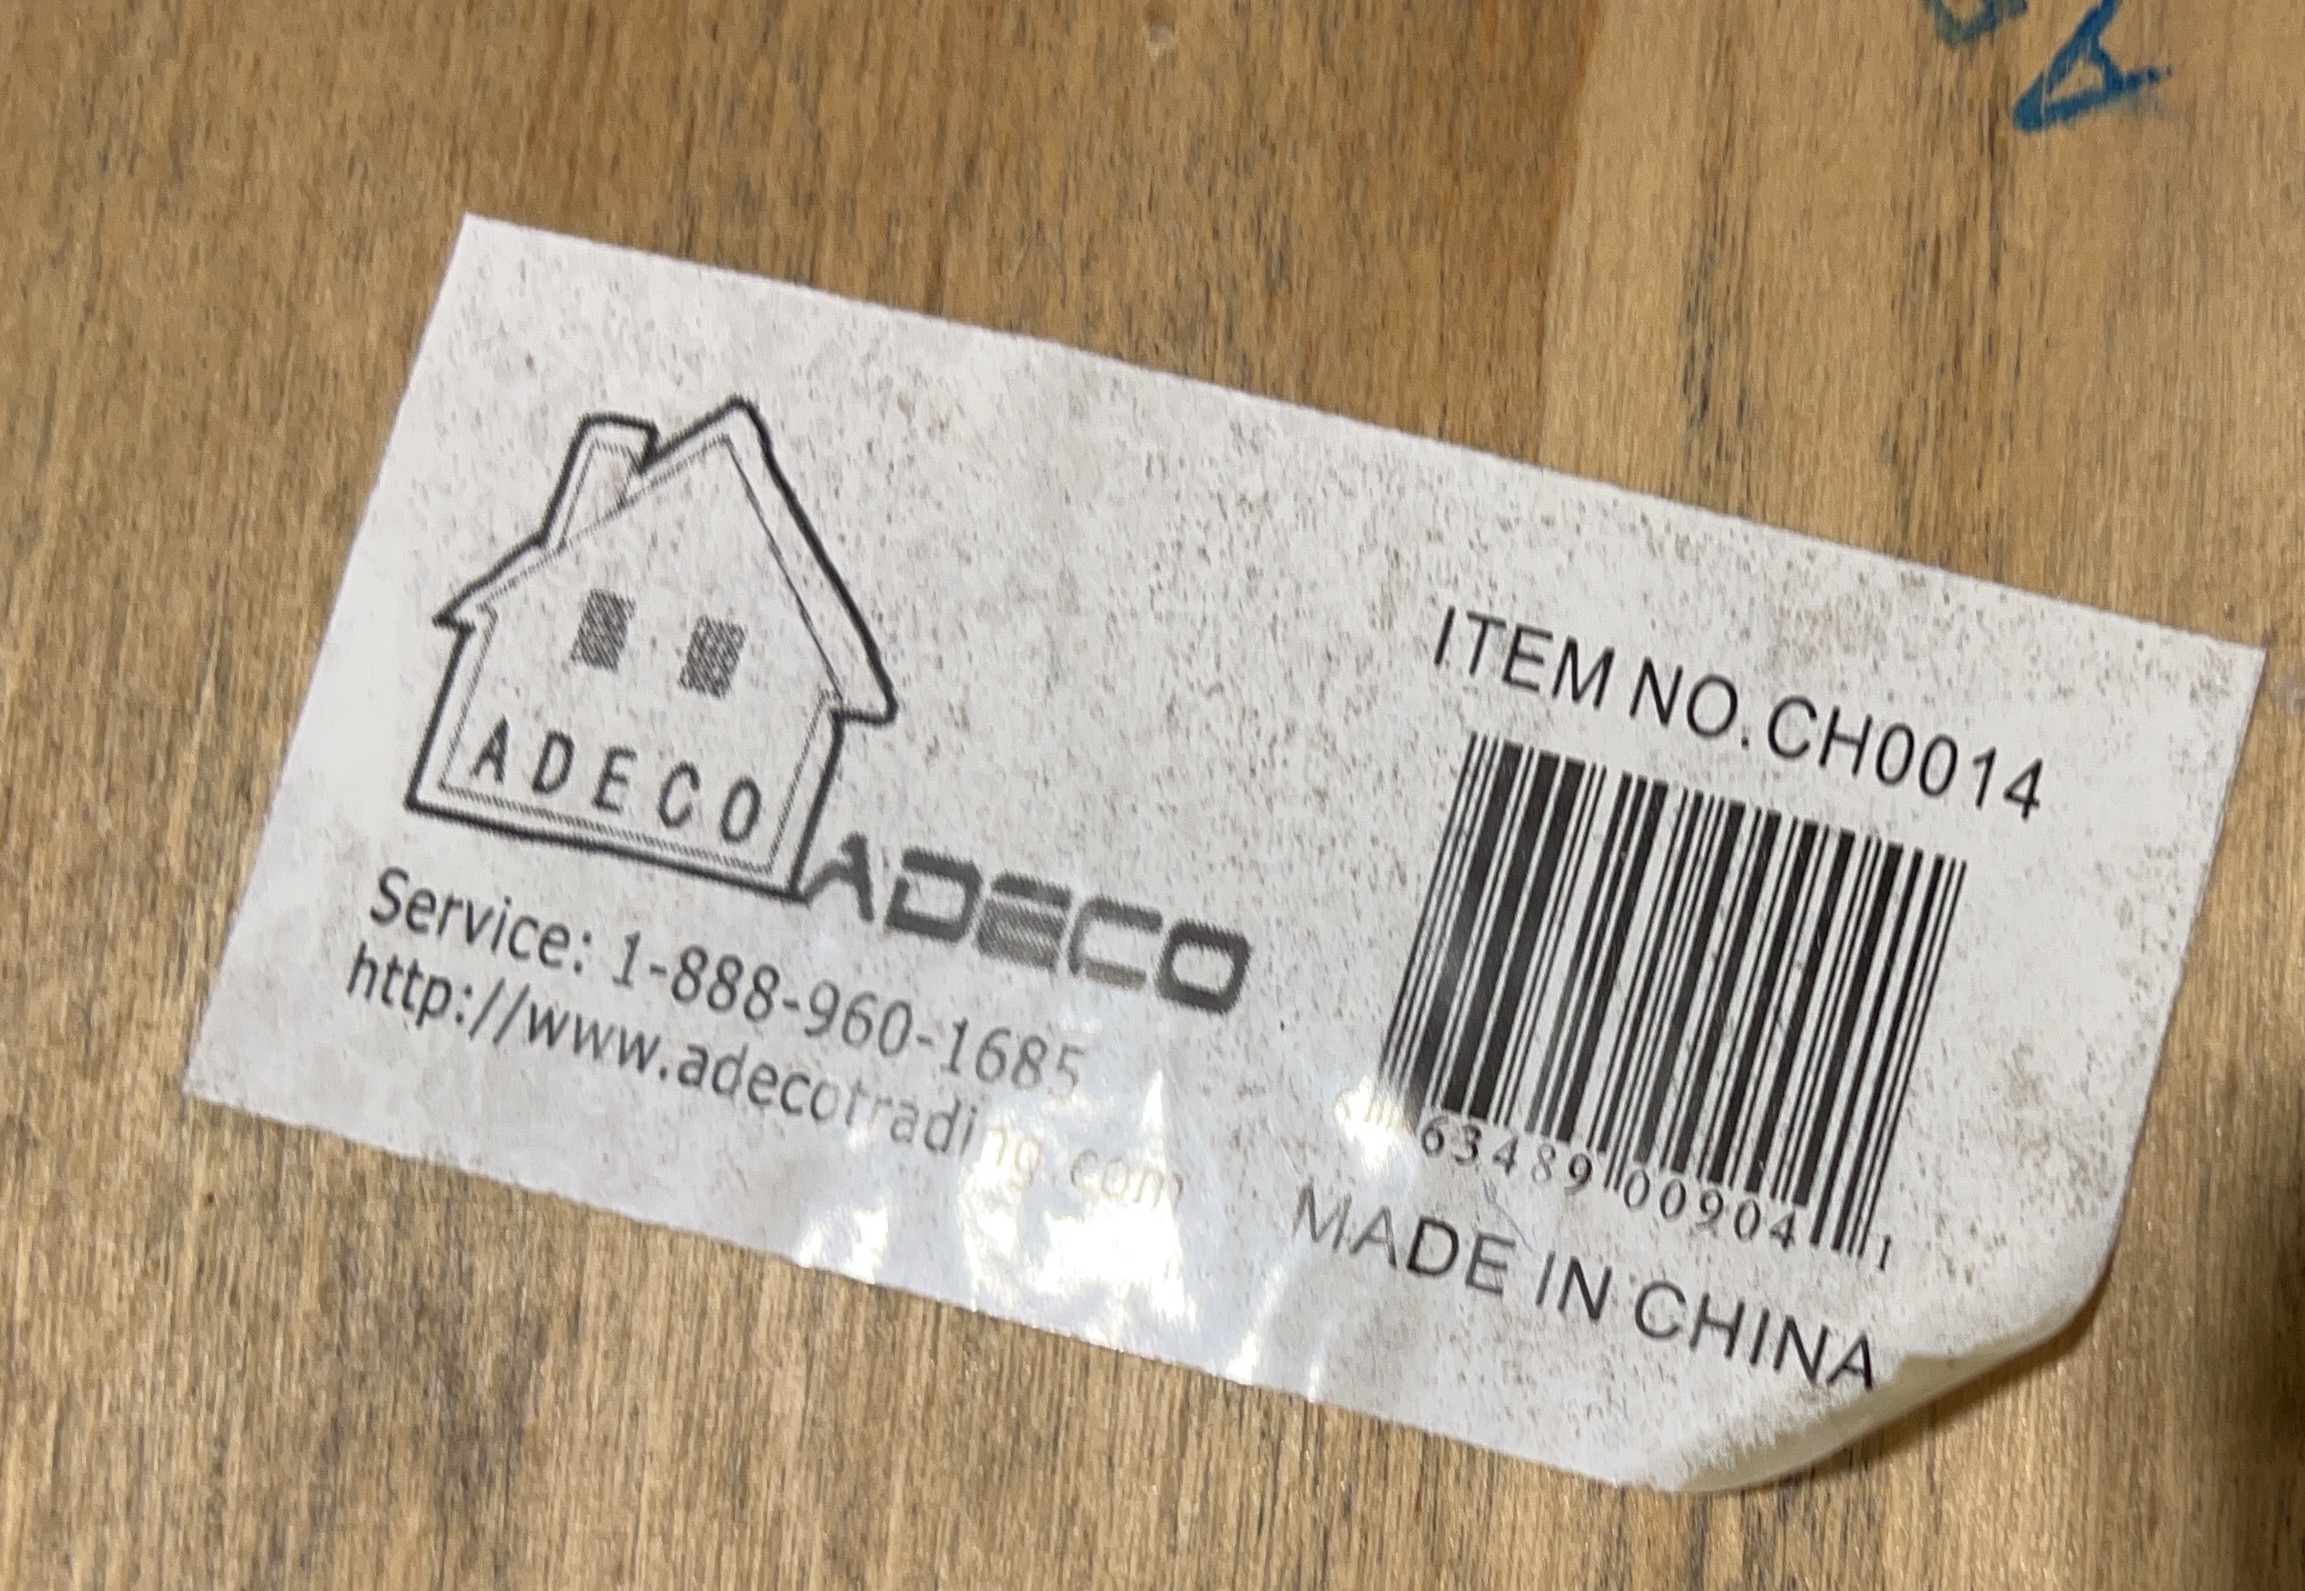 ADECO
ADECO
Service: 1-888-960-1685
http://www.adecotrading.com
ITEM NO.CH0014
63489 00904 1
MADE IN CHINA